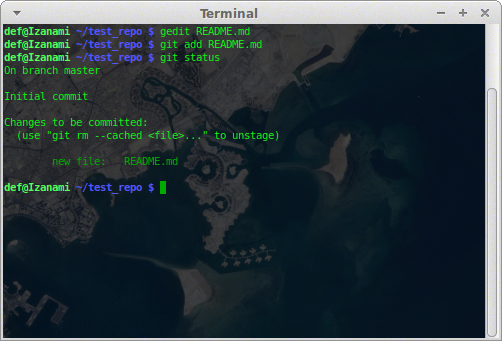 Terminal
def@Izanami ~/test_repo $ gedit README.md
def@Izanami ~/test_repo $ git add README.md
def@Izanami ~/test_repo $ git status
On branch master
Initial commit
Changes to be committed:
  (use "git rm --cached <file>..." to unstage)
        new file:   README.md
def@Izanami ~/test_repo $